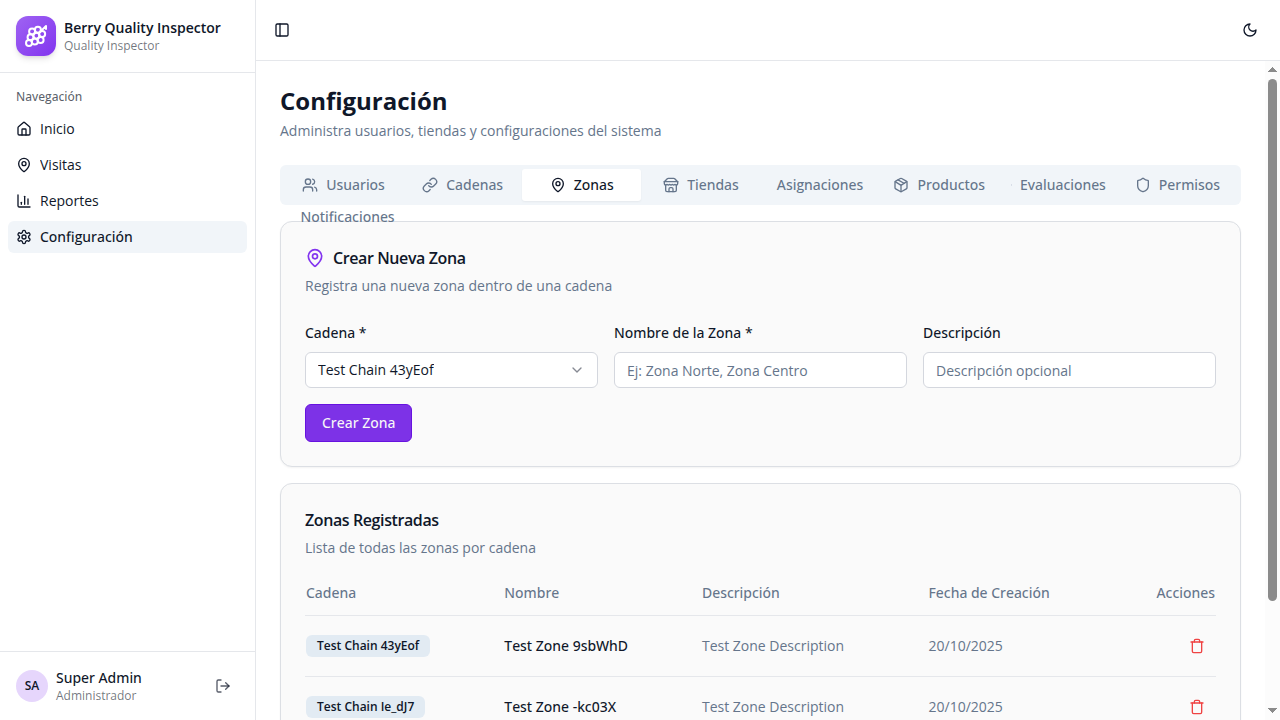 Berry Quality Inspector
Quality Inspector
Navegación
Inicio
Visitas
Reportes
Configuración
SA
Super Admin
Administrador
Configuración
Administra usuarios, tiendas y configuraciones del sistema
Usuarios Cadenas Zonas Tiendas Asignaciones Productos Evaluaciones Permisos
Notificaciones
Crear Nueva Zona
Registra una nueva zona dentro de una cadena
Cadena * Nombre de la Zona * Descripción
Test Chain 43yEof Ej: Zona Norte, Zona Centro Descripción opcional
Crear Zona
Zonas Registradas
Lista de todas las zonas por cadena
Cadena Nombre Descripción Fecha de Creación Acciones
Test Chain 43yEof Test Zone 9sbWhD Test Zone Description 20/10/2025
Test Chain Ie_dJ7 Test Zone -kc03X Test Zone Description 20/10/2025